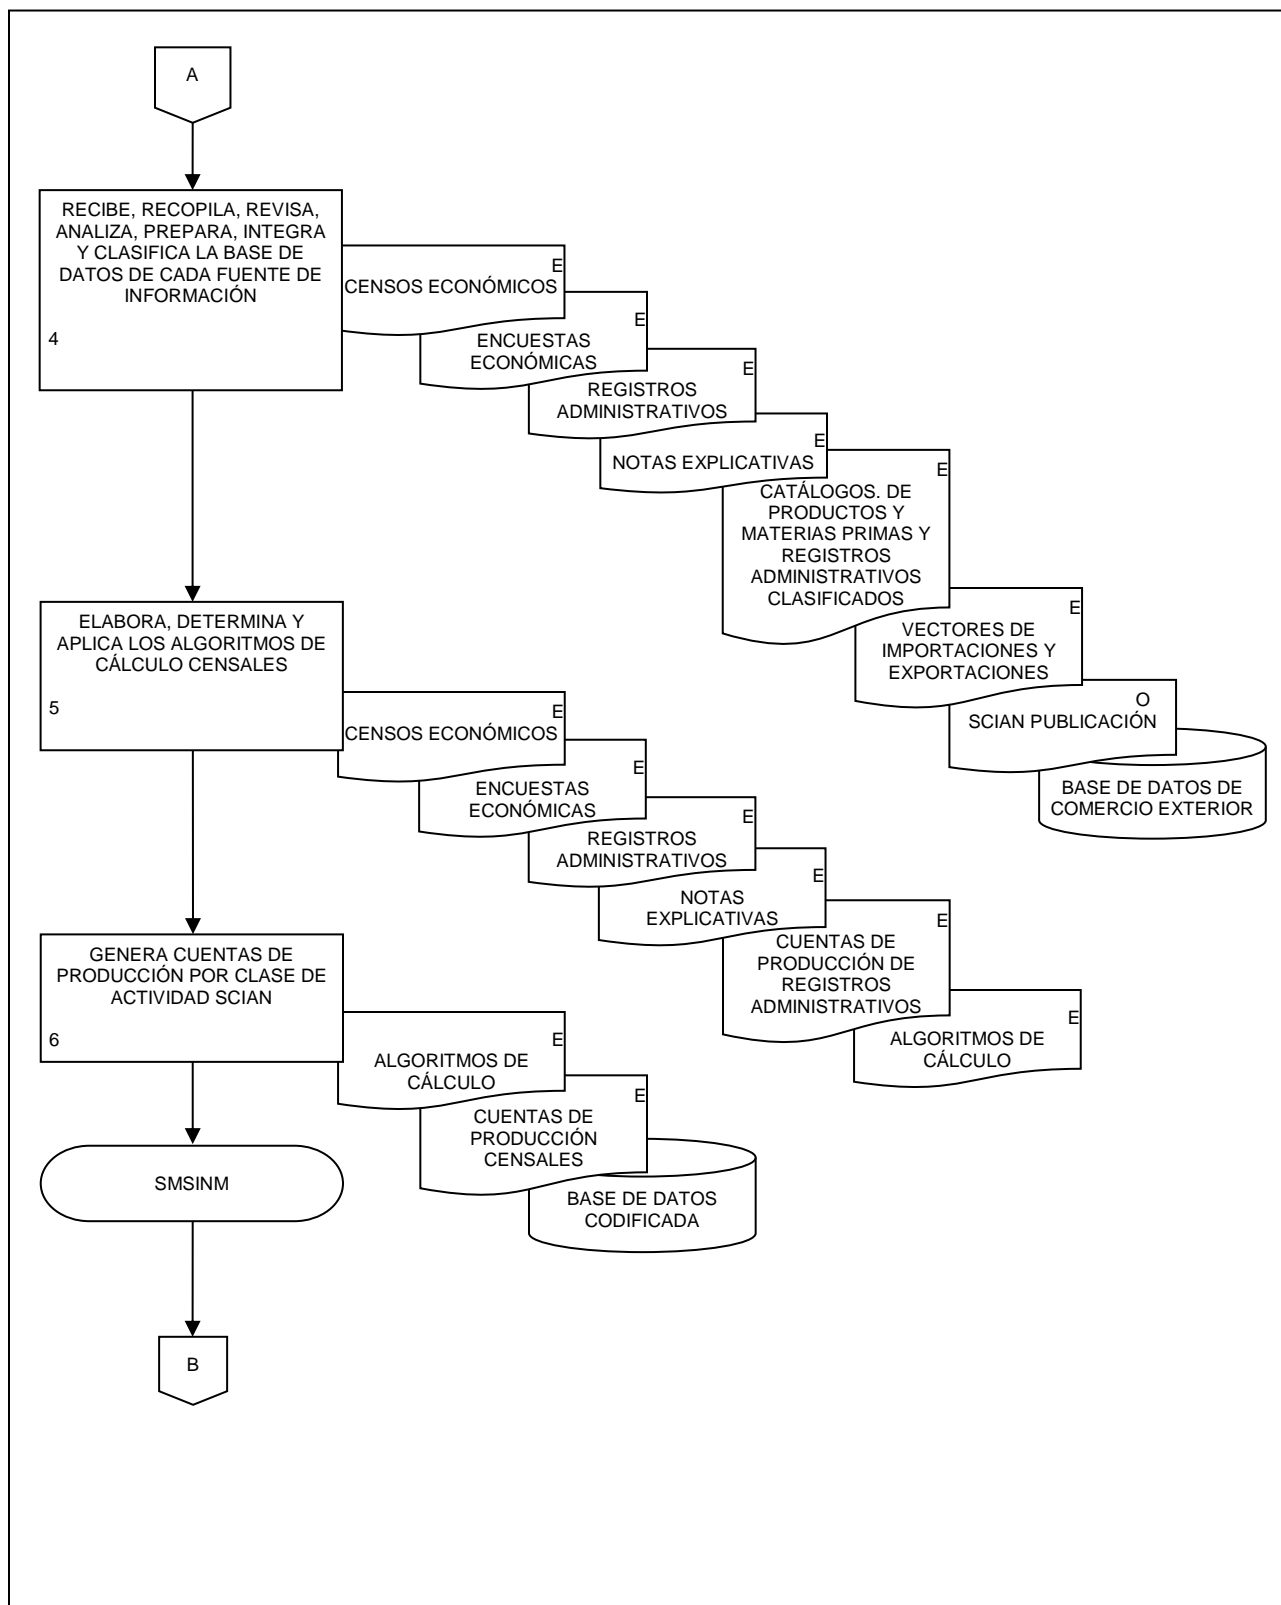 A
RECIBE, RECOPILA, REVISA,
ANALIZA, PREPARA, INTEGRA
Y CLASIFICA LA BASE DE
DATOS DE CADA FUENTE DE
INFORMACIÓN
4
E
CENSOS ECONÓMICOS
E
ENCUESTAS
ECONÓMICAS
E
REGISTROS
ADMINISTRATIVOS
E
NOTAS EXPLICATIVAS
E
CATÁLOGOS. DE
PRODUCTOS Y
MATERIAS PRIMAS Y
REGISTROS
ADMINISTRATIVOS
CLASIFICADOS
E
VECTORES DE
IMPORTACIONES Y
EXPORTACIONES
O
SCIAN PUBLICACIÓN
BASE DE DATOS DE
COMERCIO EXTERIOR
ELABORA, DETERMINA Y
APLICA LOS ALGORITMOS DE
CÁLCULO CENSALES
5
E
CENSOS ECONÓMICOS
E
ENCUESTAS
ECONÓMICAS
E
REGISTROS
ADMINISTRATIVOS
E
NOTAS
EXPLICATIVAS
E
CUENTAS DE
PRODUCCIÓN DE
REGISTROS
ADMINISTRATIVOS
E
ALGORITMOS DE
CÁLCULO
GENERA CUENTAS DE
PRODUCCIÓN POR CLASE DE
ACTIVIDAD SCIAN
6
E
ALGORITMOS DE
CÁLCULO
E
CUENTAS DE
PRODUCCIÓN
CENSALES
BASE DE DATOS
CODIFICADA
SMSINM
B